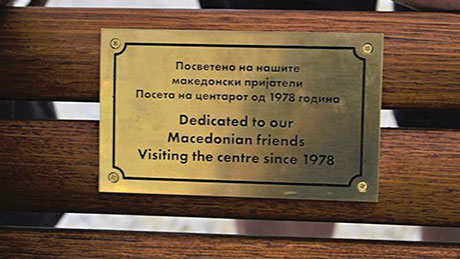 Посветено на нашите
македонски пријатели
Посета на центарот од 1978 година
Dedicated to our
Macedonian friends
Visiting the centre since 1978